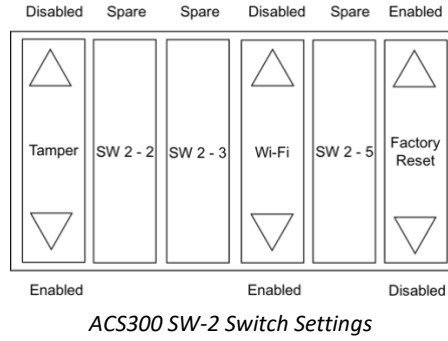 Disabled Spare Spare Disabled Spare Enabled
Tamper SW 2 - 2 SW 2 - 3 Wi-Fi SW 2 - 5 Factory
Reset
Enabled Enabled Disabled
ACS300 SW-2 Switch Settings